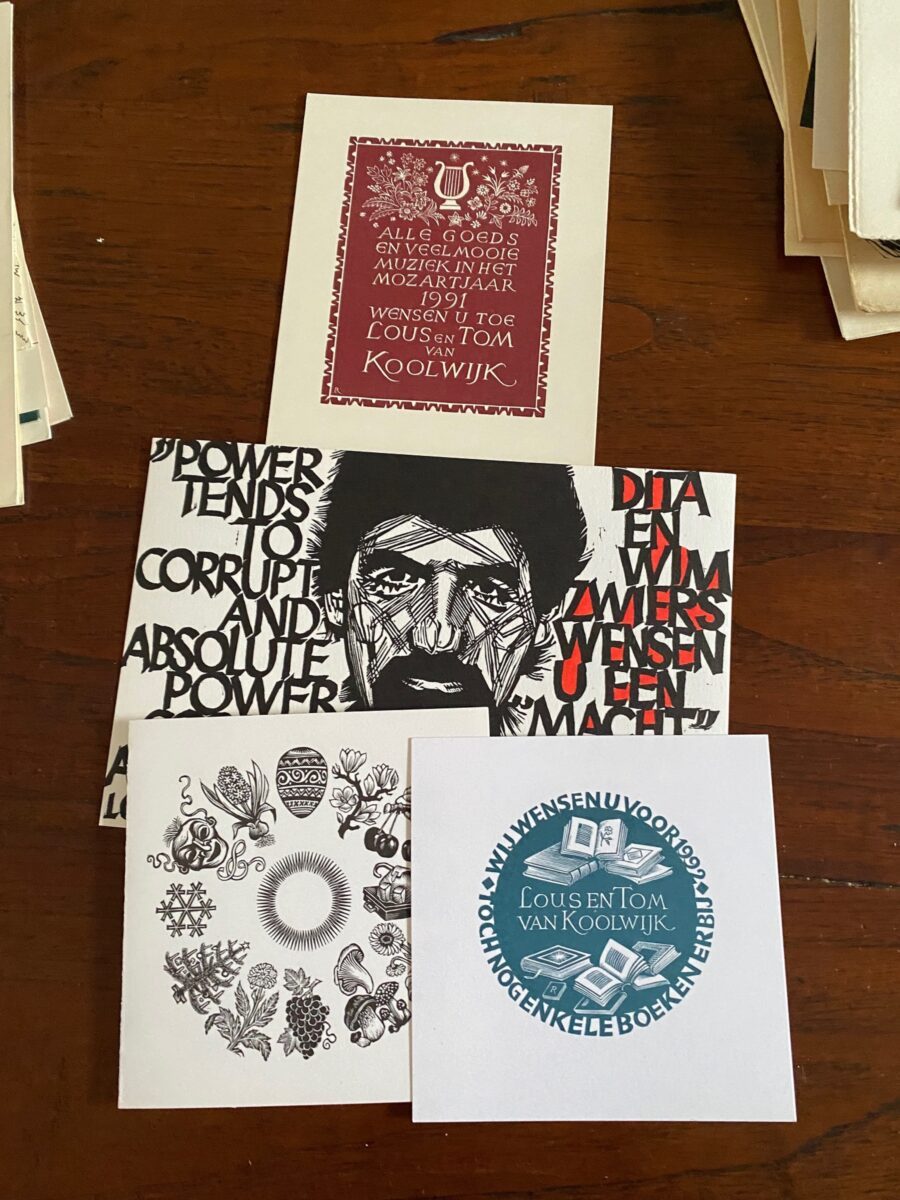 ALLE GOEDS
EN VEEL MOOIE
MUZIEK IN HET
MOZARTJAAR
1991
WENSEN U TOE
LOUS EN TOM
VAN
KOOLWIJK
R
"POWER
TENDS
TO
CORRUPT
AND
ABSOLUTE
POWER
DITA
EN
WIM
ZWIERS
WENSEN
U EEN
"MACHT"
WIJ WENSEN U VOOR 1992
TOCH NOG ENKELE BOEKEN ERBIJ
LOUS EN TOM
VAN KOOLWIJK
R